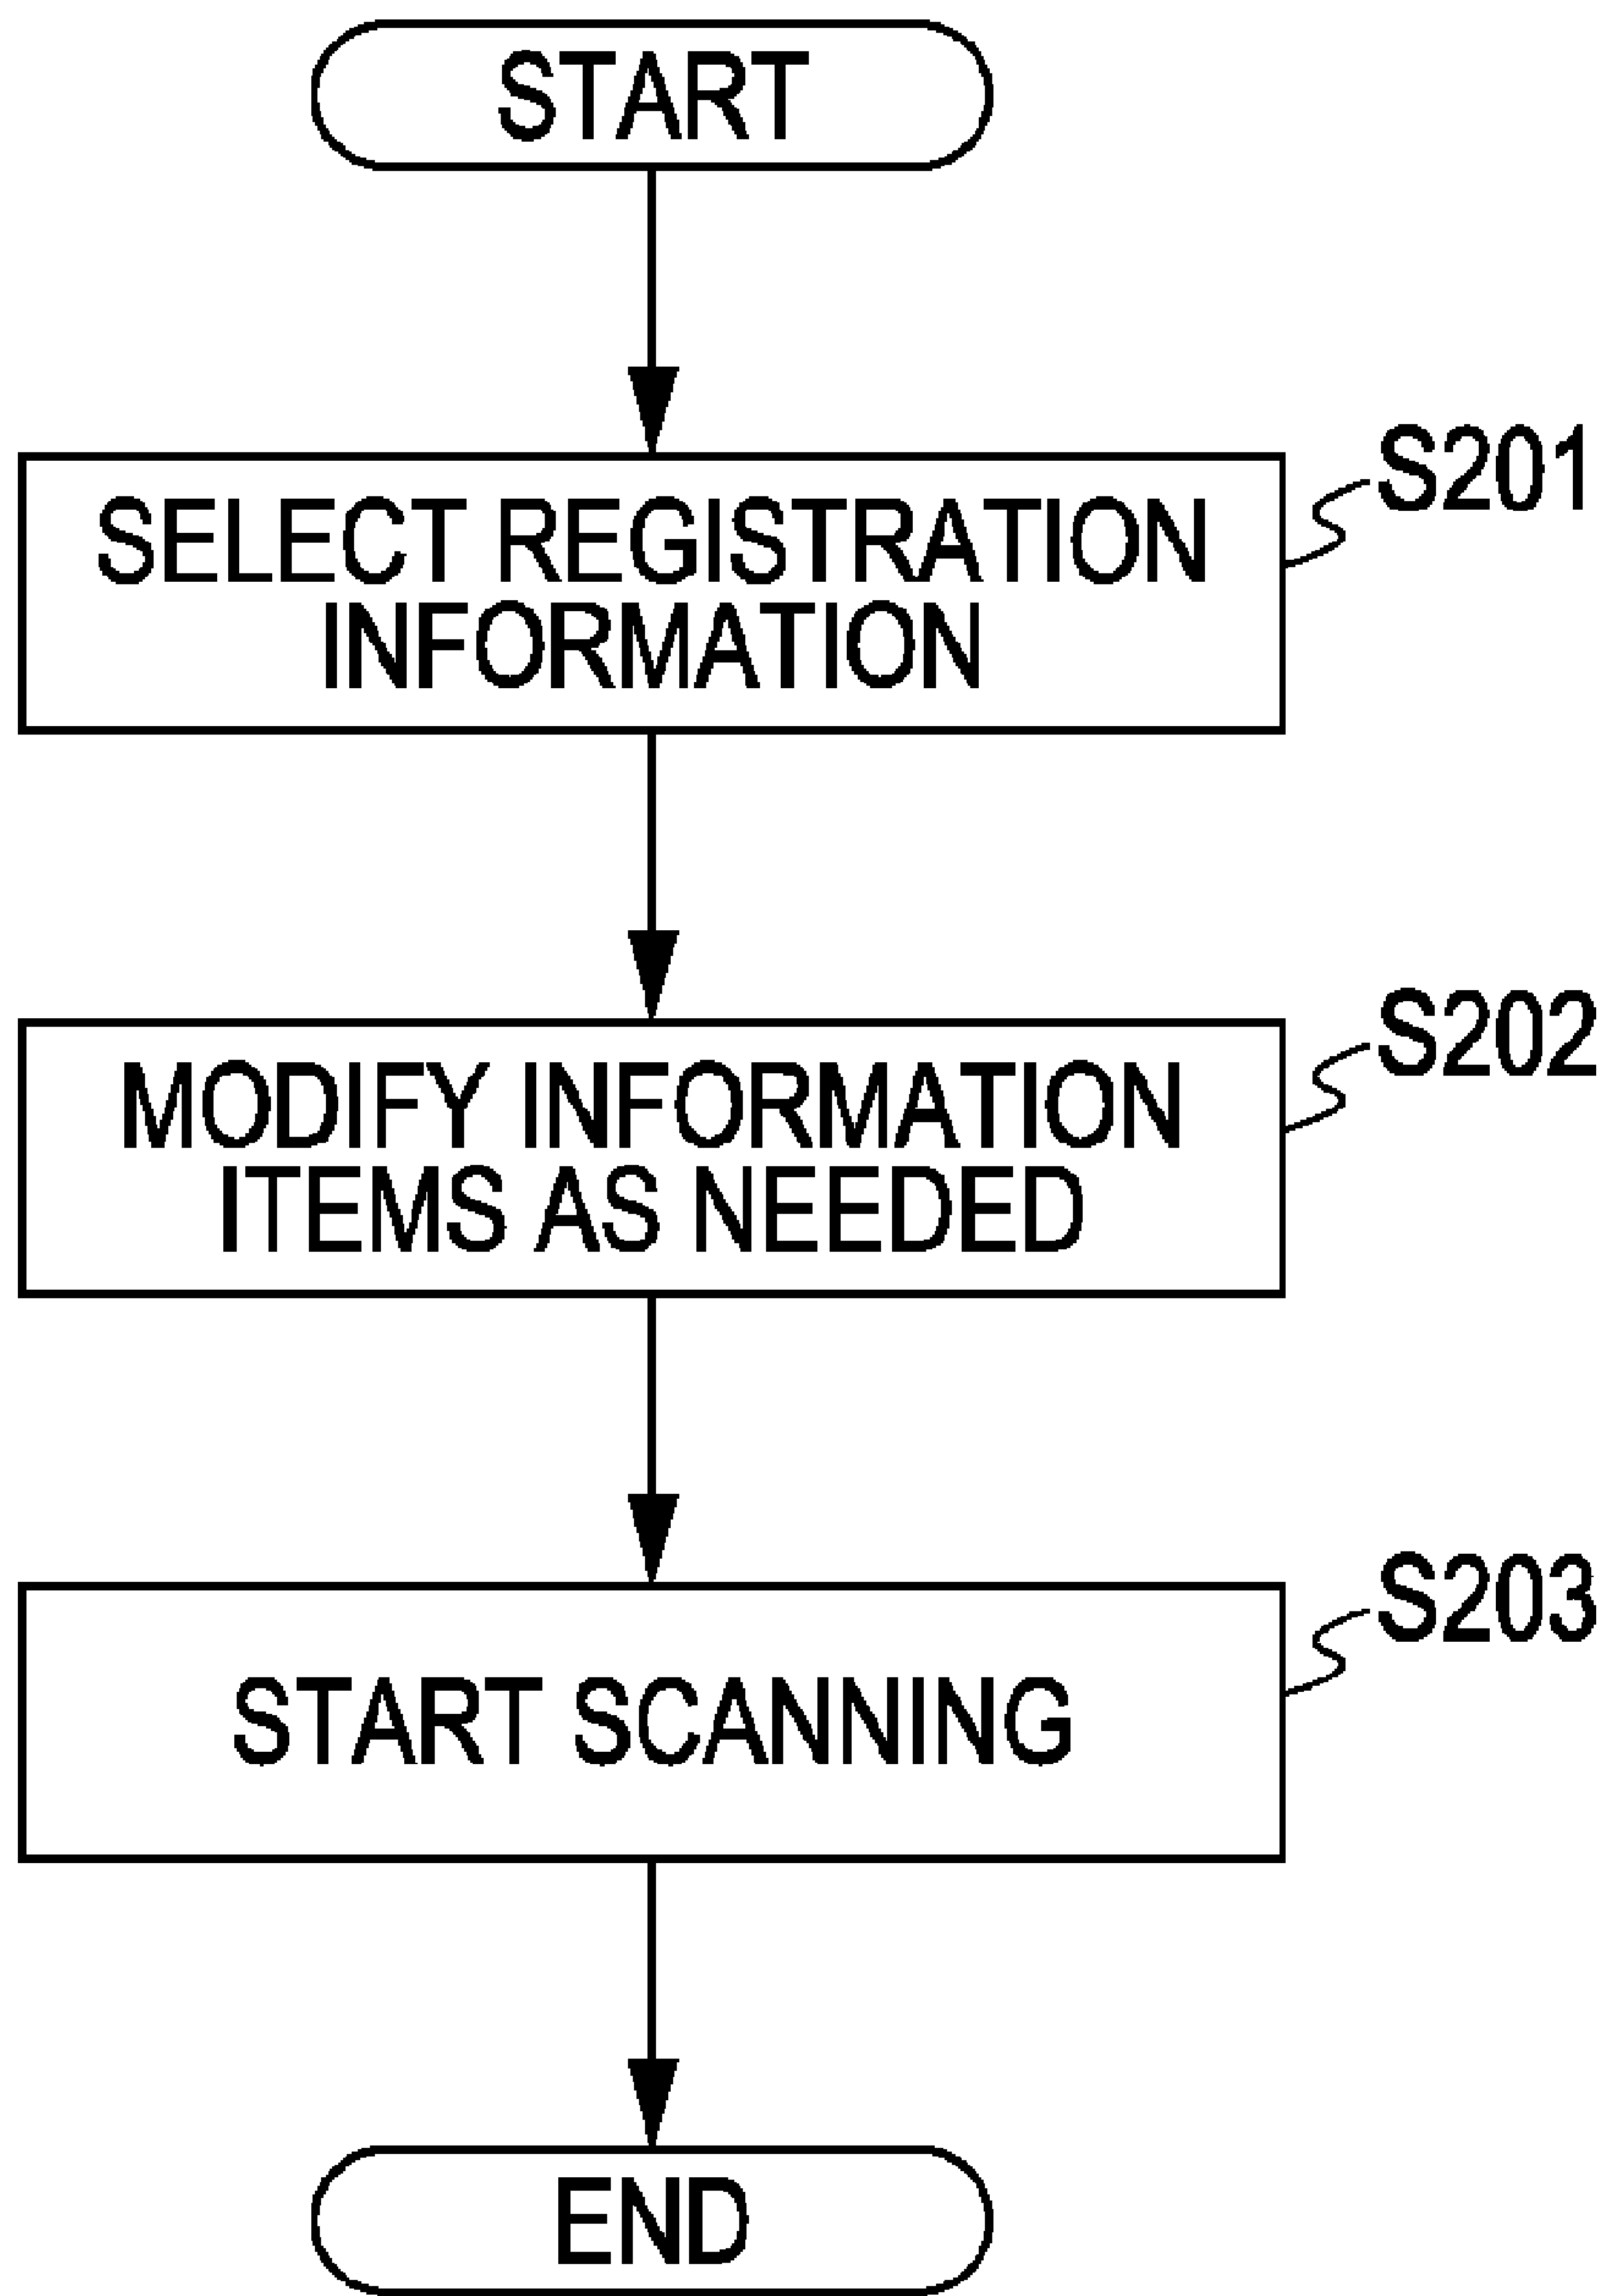 START
S201
SELECT REGISTRATION
INFORMATION
S202
MODIFY INFORMATION
ITEMS AS NEEDED
S203
START SCANNING
END